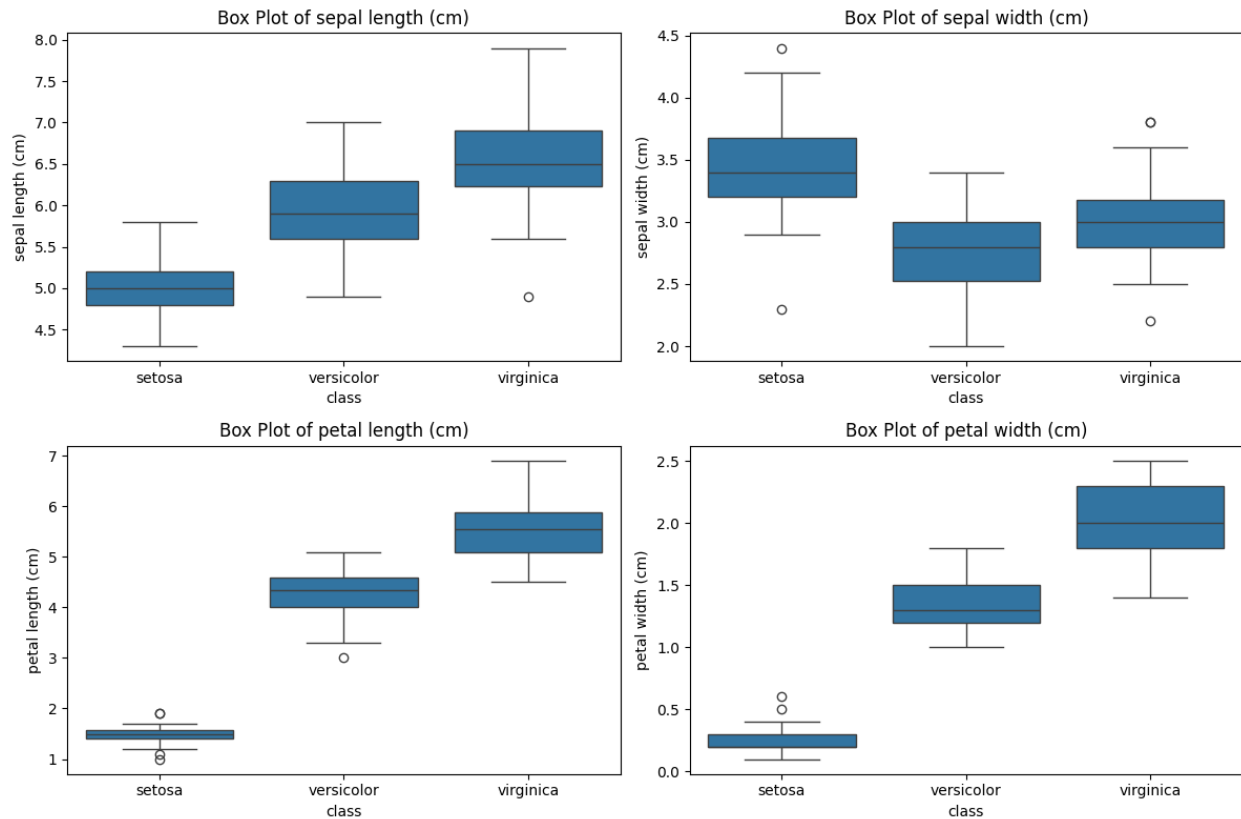 Box Plot of sepal length (cm)
8.0
7.5
7.0
6.5
6.0
5.5
5.0
4.5
sepal length (cm)
setosa versicolor virginica
class
Box Plot of sepal width (cm)
4.5
4.0
3.5
3.0
2.5
2.0
sepal width (cm)
setosa versicolor virginica
class
Box Plot of petal length (cm)
7
6
5
4
3
2
1
petal length (cm)
setosa versicolor virginica
class
Box Plot of petal width (cm)
2.5
2.0
1.5
1.0
0.5
0.0
petal width (cm)
setosa versicolor virginica
class